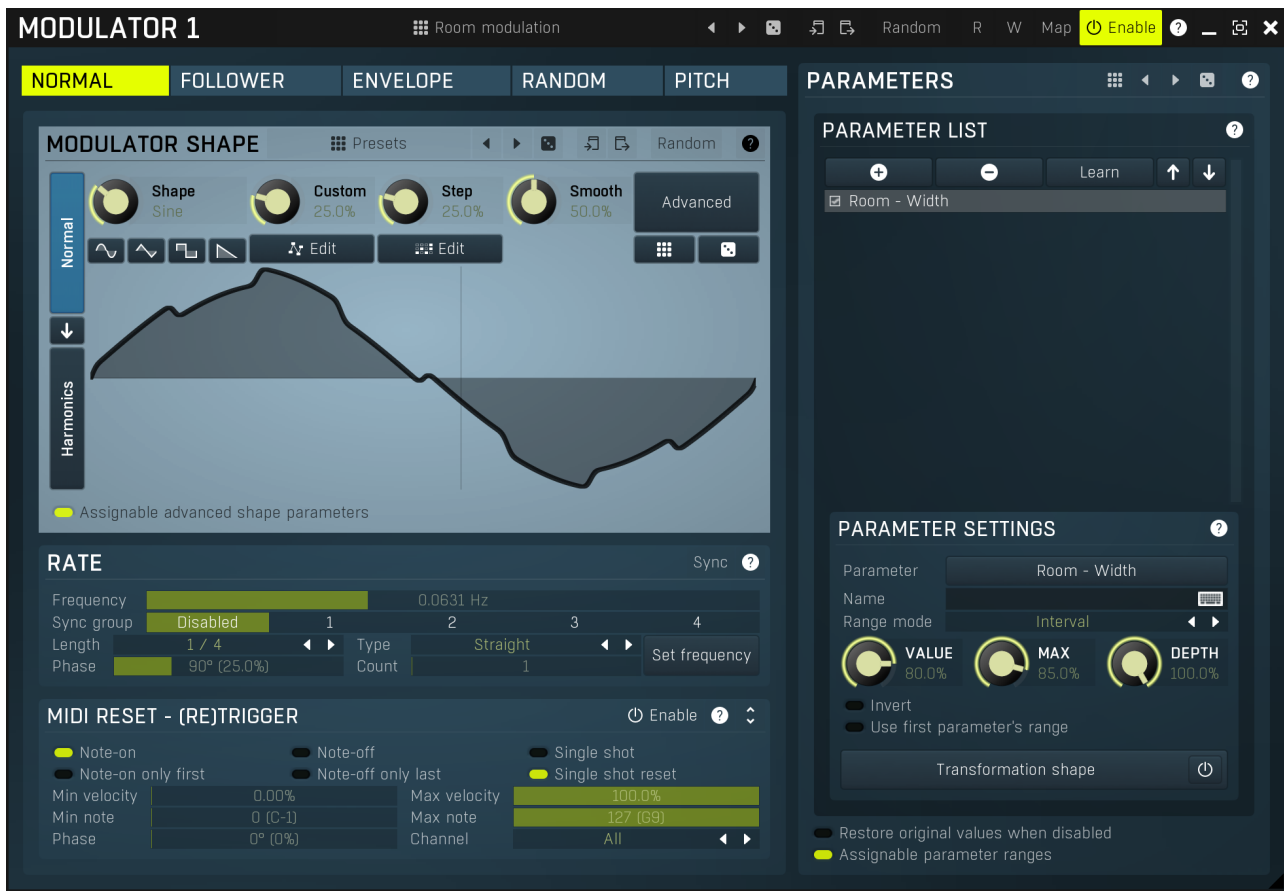 MODULATOR 1 Room modulation Random R W Map Enable ?
NORMAL FOLLOWER ENVELOPE RANDOM PITCH
MODULATOR SHAPE Presets Random ?
Normal
Harmonics
Shape Sine
Custom 25.0%
Step 25.0%
Smooth 50.0%
Advanced
Edit Edit
Assignable advanced shape parameters
RATE Sync ?
Frequency 0.0631 Hz
Sync group Disabled 1 2 3 4
Length 1 / 4 Type Straight
Set frequency
Phase 90° (25.0%) Count 1
MIDI RESET - (RE)TRIGGER Enable ?
Note-on Note-off Single shot
Note-on only first Note-off only last Single shot reset
Min velocity 0.00% Max velocity 100.0%
Min note 0 (C-1) Max note 127 (G9)
Phase 0° (0%) Channel All
PARAMETERS ?
PARAMETER LIST ?
Learn
Room - Width
PARAMETER SETTINGS ?
Parameter Room - Width
Name
Range mode Interval
VALUE 80.0%
MAX 85.0%
DEPTH 100.0%
Invert
Use first parameter's range
Transformation shape
Restore original values when disabled
Assignable parameter ranges